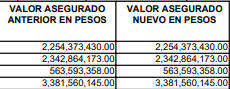 VALOR ASEGURADO VALOR ASEGURADO
ANTERIOR EN PESOS NUEVO EN PESOS
2,254,373,430.00 2,254,373,430.00
2,342,864,173.00 2,342,864,173.00
563,593,358.00 563,593,358.00
3,381,560,145.00 3,381,560,145.00